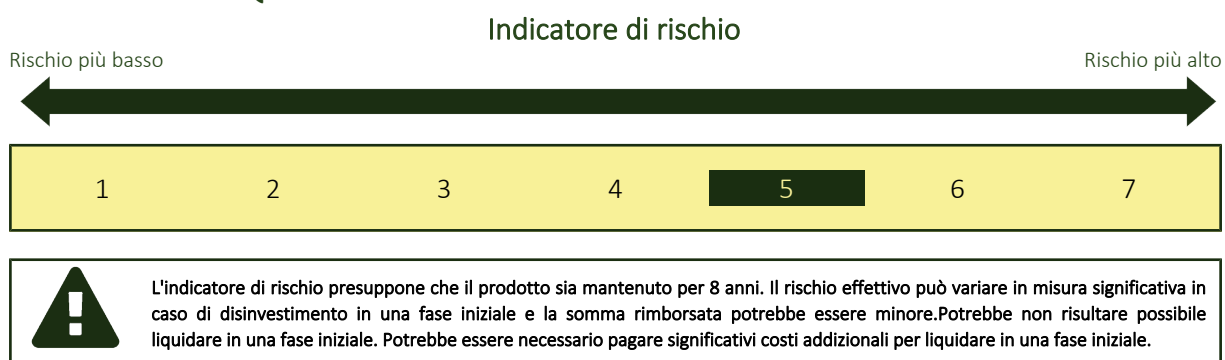 Indicatore di rischio
Rischio più basso
Rischio più alto
1 2 3 4 5 6 7
L'indicatore di rischio presuppone che il prodotto sia mantenuto per 8 anni. Il rischio effettivo può variare in misura significativa in
caso di disinvestimento in una fase iniziale e la somma rimborsata potrebbe essere minore.Potrebbe non risultare possibile
liquidare in una fase iniziale. Potrebbe essere necessario pagare significativi costi addizionali per liquidare in una fase iniziale.